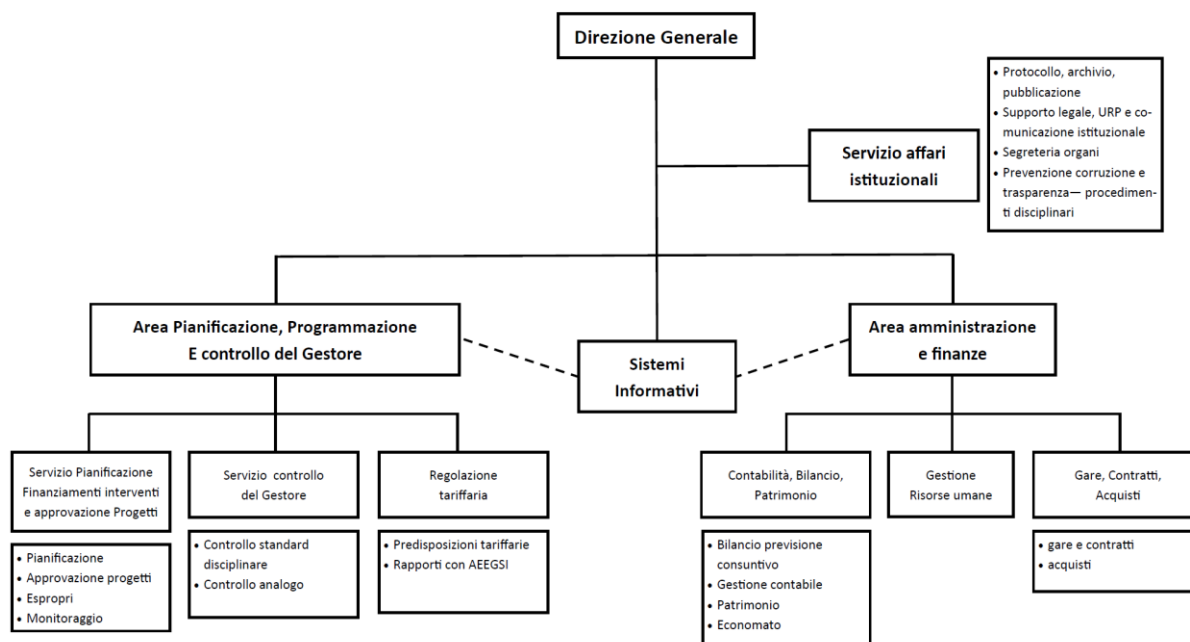 Direzione Generale
• Protocollo, archivio,
pubblicazione
• Supporto legale, URP e co-
municazione istituzionale
• Segreteria organi
• Prevenzione corruzione e
trasparenza— procedimen-
ti disciplinari
Servizio affari
istituzionali
Area Pianificazione, Programmazione
E controllo del Gestore
Sistemi
Informativi
Area amministrazione
e finanze
Servizio Pianificazione
Finanziamenti interventi
e approvazione Progetti
• Pianificazione
• Approvazione progetti
• Espropri
• Monitoraggio
Servizio controllo
del Gestore
• Controllo standard
disciplinare
• Controllo analogo
Regolazione
tariffaria
• Predisposizioni tariffarie
• Rapporti con AEEGSI
Contabilità, Bilancio,
Patrimonio
• Bilancio previsione
consuntivo
• Gestione contabile
• Patrimonio
• Economato
Gestione
Risorse umane
Gare, Contratti,
Acquisti
• gare e contratti
• acquisti